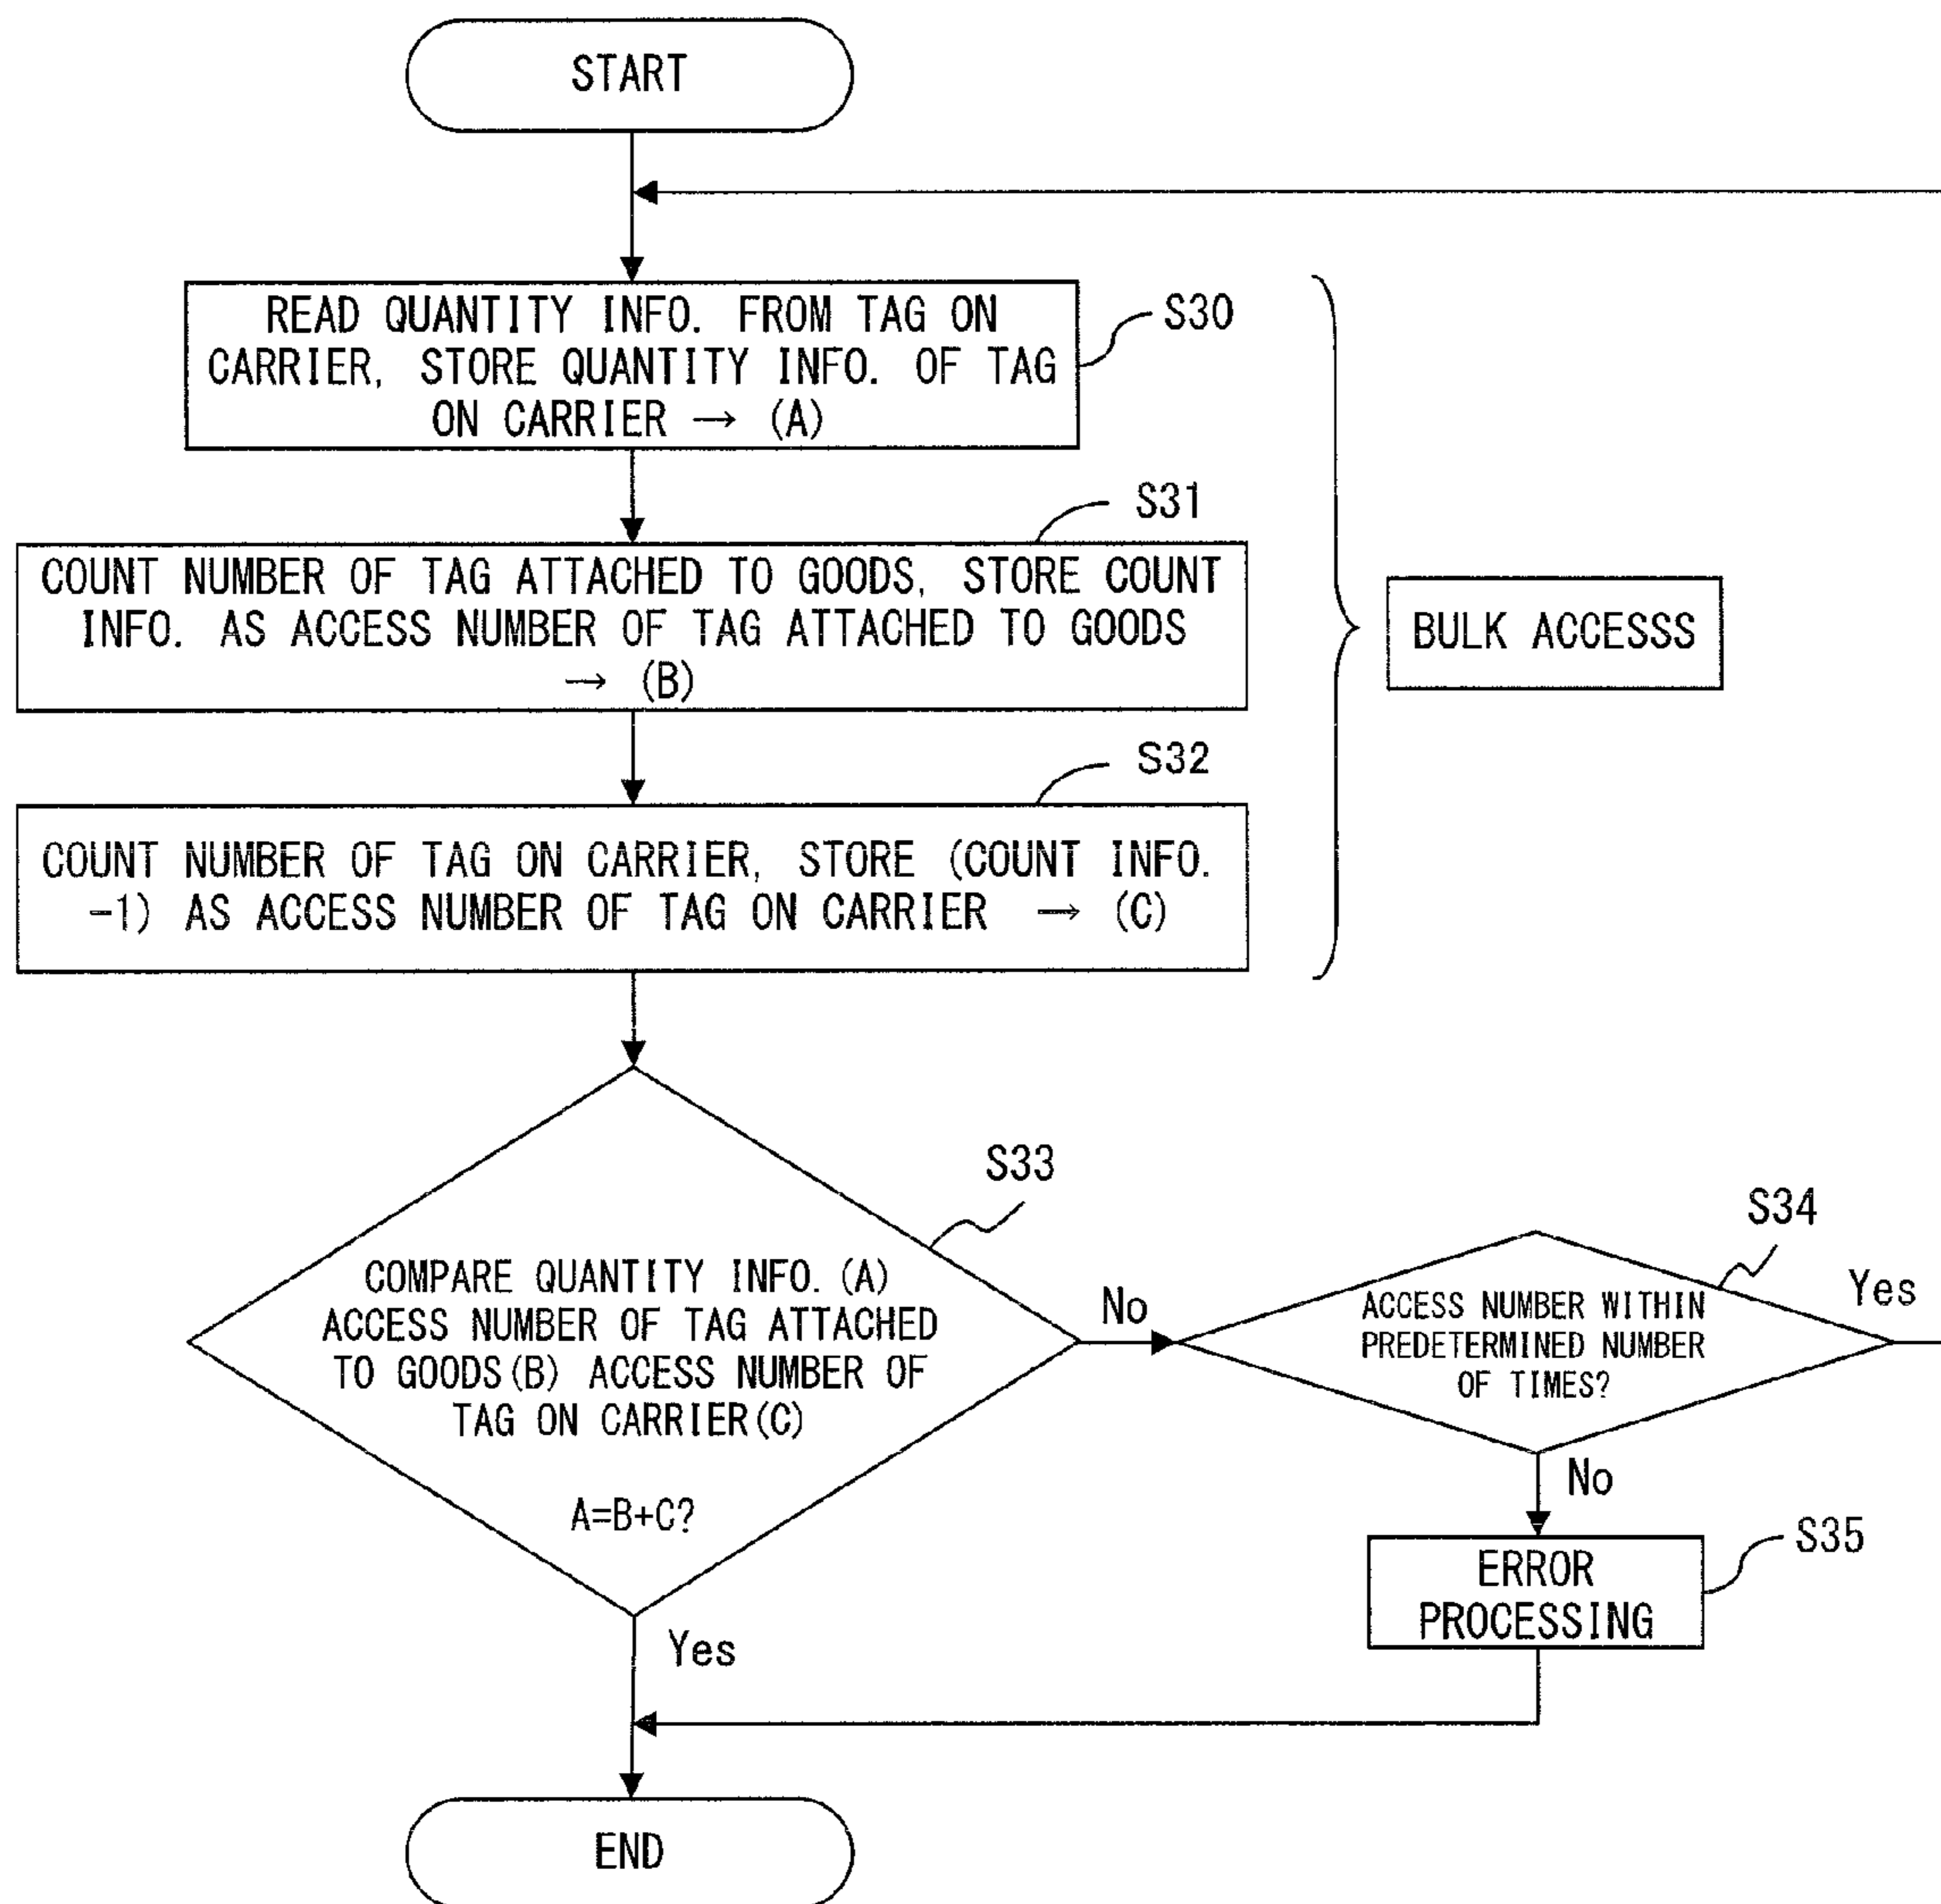 START
READ QUANTITY INFO. FROM TAG ON
CARRIER, STORE QUANTITY INFO. OF TAG
ON CARRIER → (A)
S30
S31
COUNT NUMBER OF TAG ATTACHED TO GOODS, STORE COUNT
INFO. AS ACCESS NUMBER OF TAG ATTACHED TO GOODS
→ (B)
BULK ACCESSS
S32
COUNT NUMBER OF TAG ON CARRIER, STORE (COUNT INFO.
-1) AS ACCESS NUMBER OF TAG ON CARRIER → (C)
S33
COMPARE QUANTITY INFO. (A)
ACCESS NUMBER OF TAG ATTACHED
TO GOODS(B) ACCESS NUMBER OF
TAG ON CARRIER(C)
A=B+C?
No
S34
ACCESS NUMBER WITHIN
PREDETERMINED NUMBER
OF TIMES?
Yes
No
S35
ERROR
PROCESSING
Yes
END